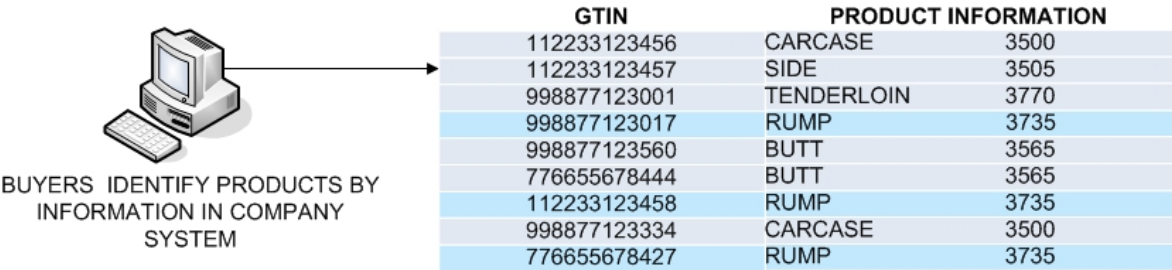 GTIN PRODUCT INFORMATION
112233123456 CARCASE 3500
112233123457 SIDE 3505
998877123001 TENDERLOIN 3770
998877123017 RUMP 3735
998877123560 BUTT 3565
776655678444 BUTT 3565
112233123458 RUMP 3735
998877123334 CARCASE 3500
776655678427 RUMP 3735
BUYERS IDENTIFY PRODUCTS BY
INFORMATION IN COMPANY
SYSTEM